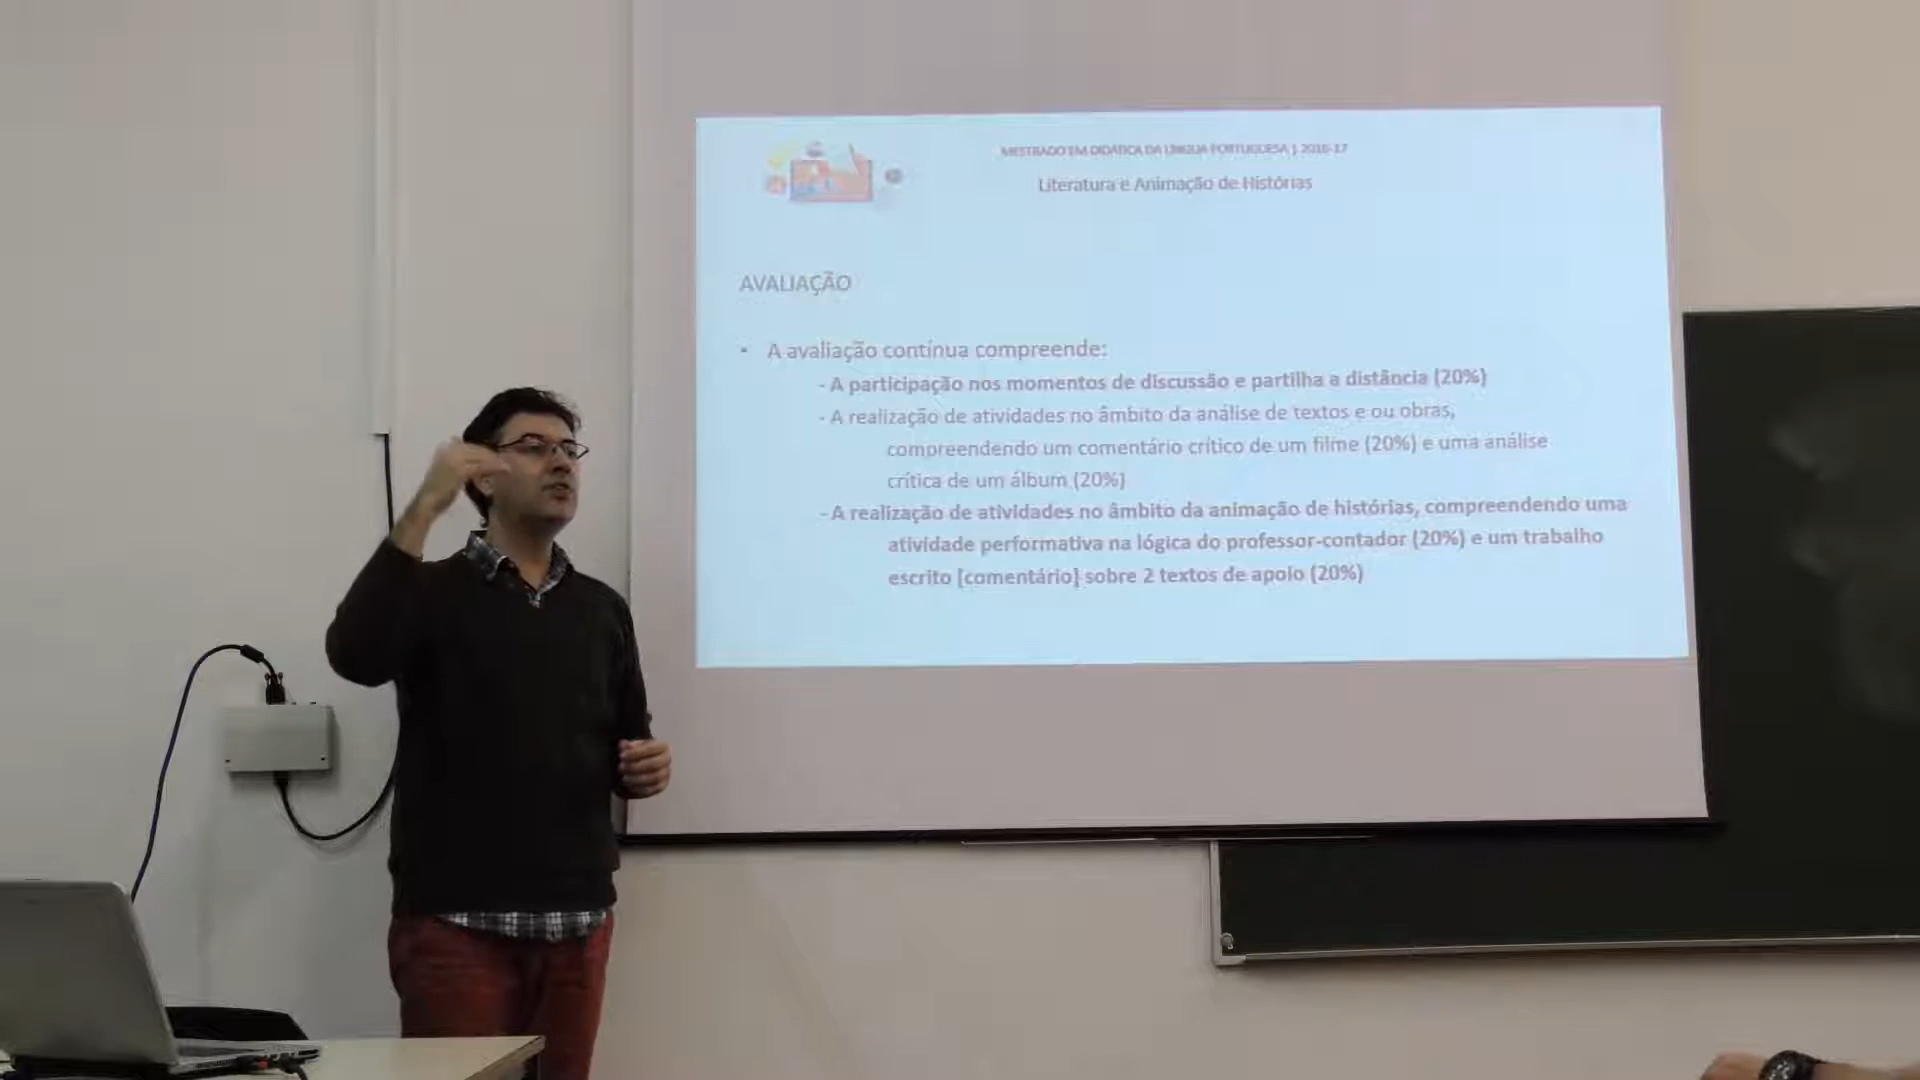 MESTRADO EM DIDÁTICA DA LÍNGUA PORTUGUESA | 2016-17
Literatura e Animação de Histórias
AVALIAÇÃO
• A avaliação contínua compreende:
- A participação nos momentos de discussão e partilha a distância (20%)
- A realização de atividades no âmbito da análise de textos e ou obras,
compreendendo um comentário crítico de um filme (20%) e uma análise
crítica de um álbum (20%)
- A realização de atividades no âmbito da animação de histórias, compreendendo uma
atividade performativa na lógica do professor-contador (20%) e um trabalho
escrito [comentário] sobre 2 textos de apoio (20%)